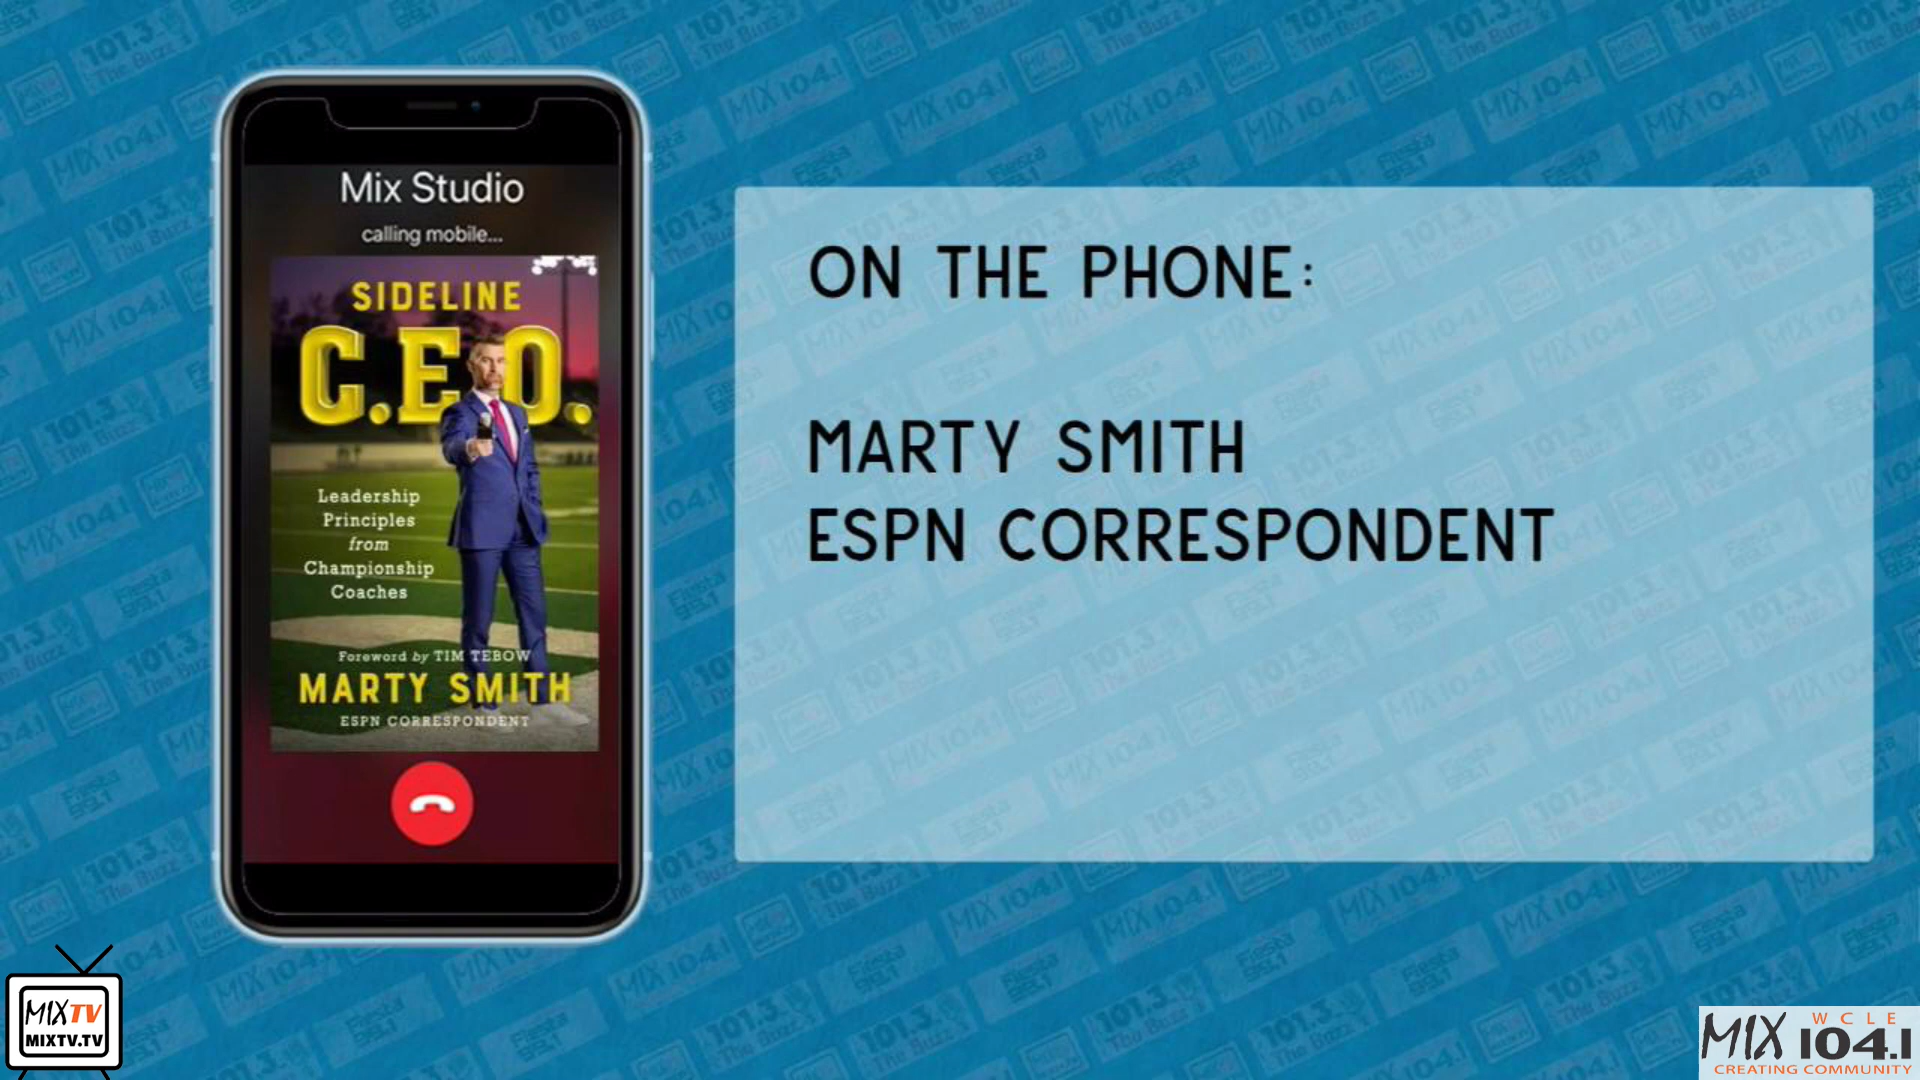 Mix Studio
calling mobile...
SIDELINE
C.E.O.
Leadership
Principles
from
Championship
Coaches
Foreword by TIM TEBOW
MARTY SMITH
ESPN CORRESPONDENT
ON THE PHONE:
MARTY SMITH
ESPN CORRESPONDENT
MIXTV
MIXTV.TV
WCLE
MIX 104.1
CREATING COMMUNITY